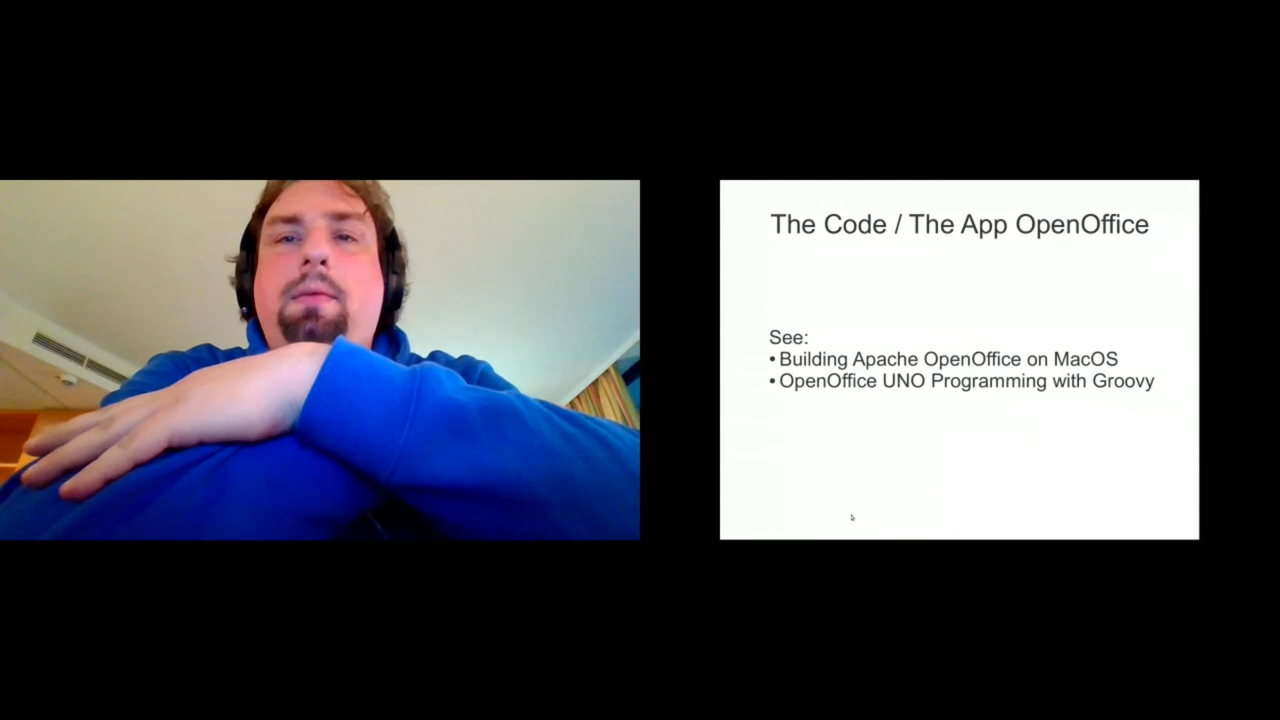 The Code / The App OpenOffice
See:
• Building Apache OpenOffice on MacOS
• OpenOffice UNO Programming with Groovy